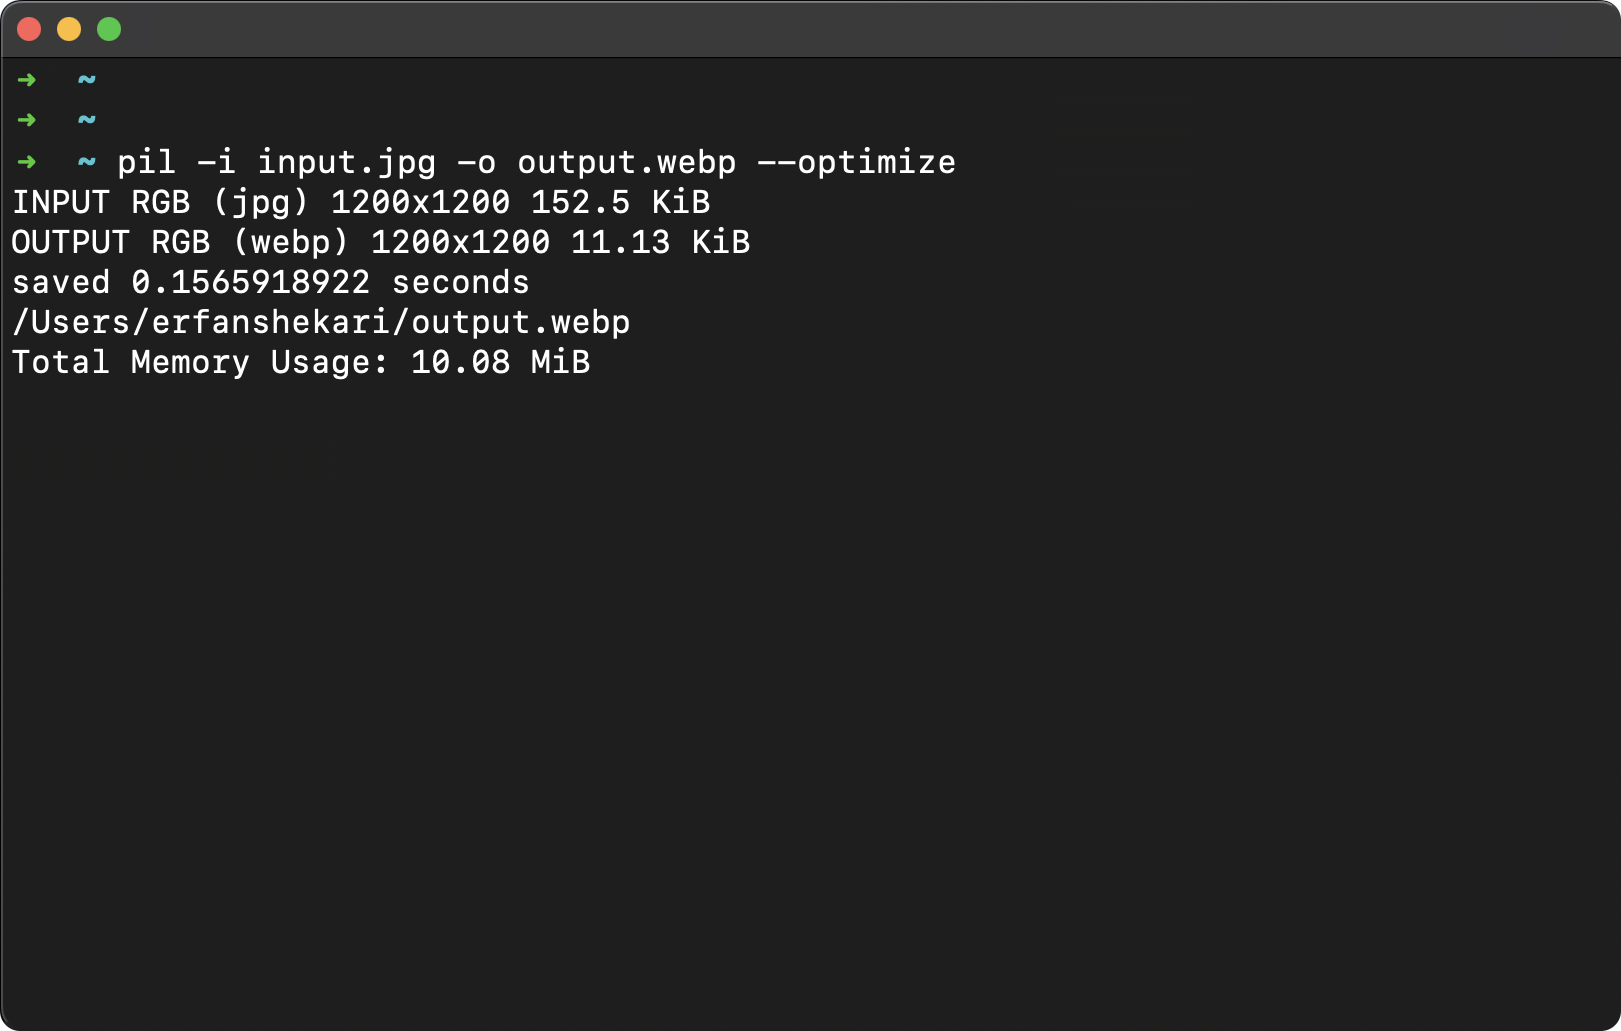 ➜ ~
➜ ~
➜ ~ pil -i input.jpg -o output.webp --optimize
INPUT RGB (jpg) 1200x1200 152.5 KiB
OUTPUT RGB (webp) 1200x1200 11.13 KiB
saved 0.1565918922 seconds
/Users/erfanshekari/output.webp
Total Memory Usage: 10.08 MiB